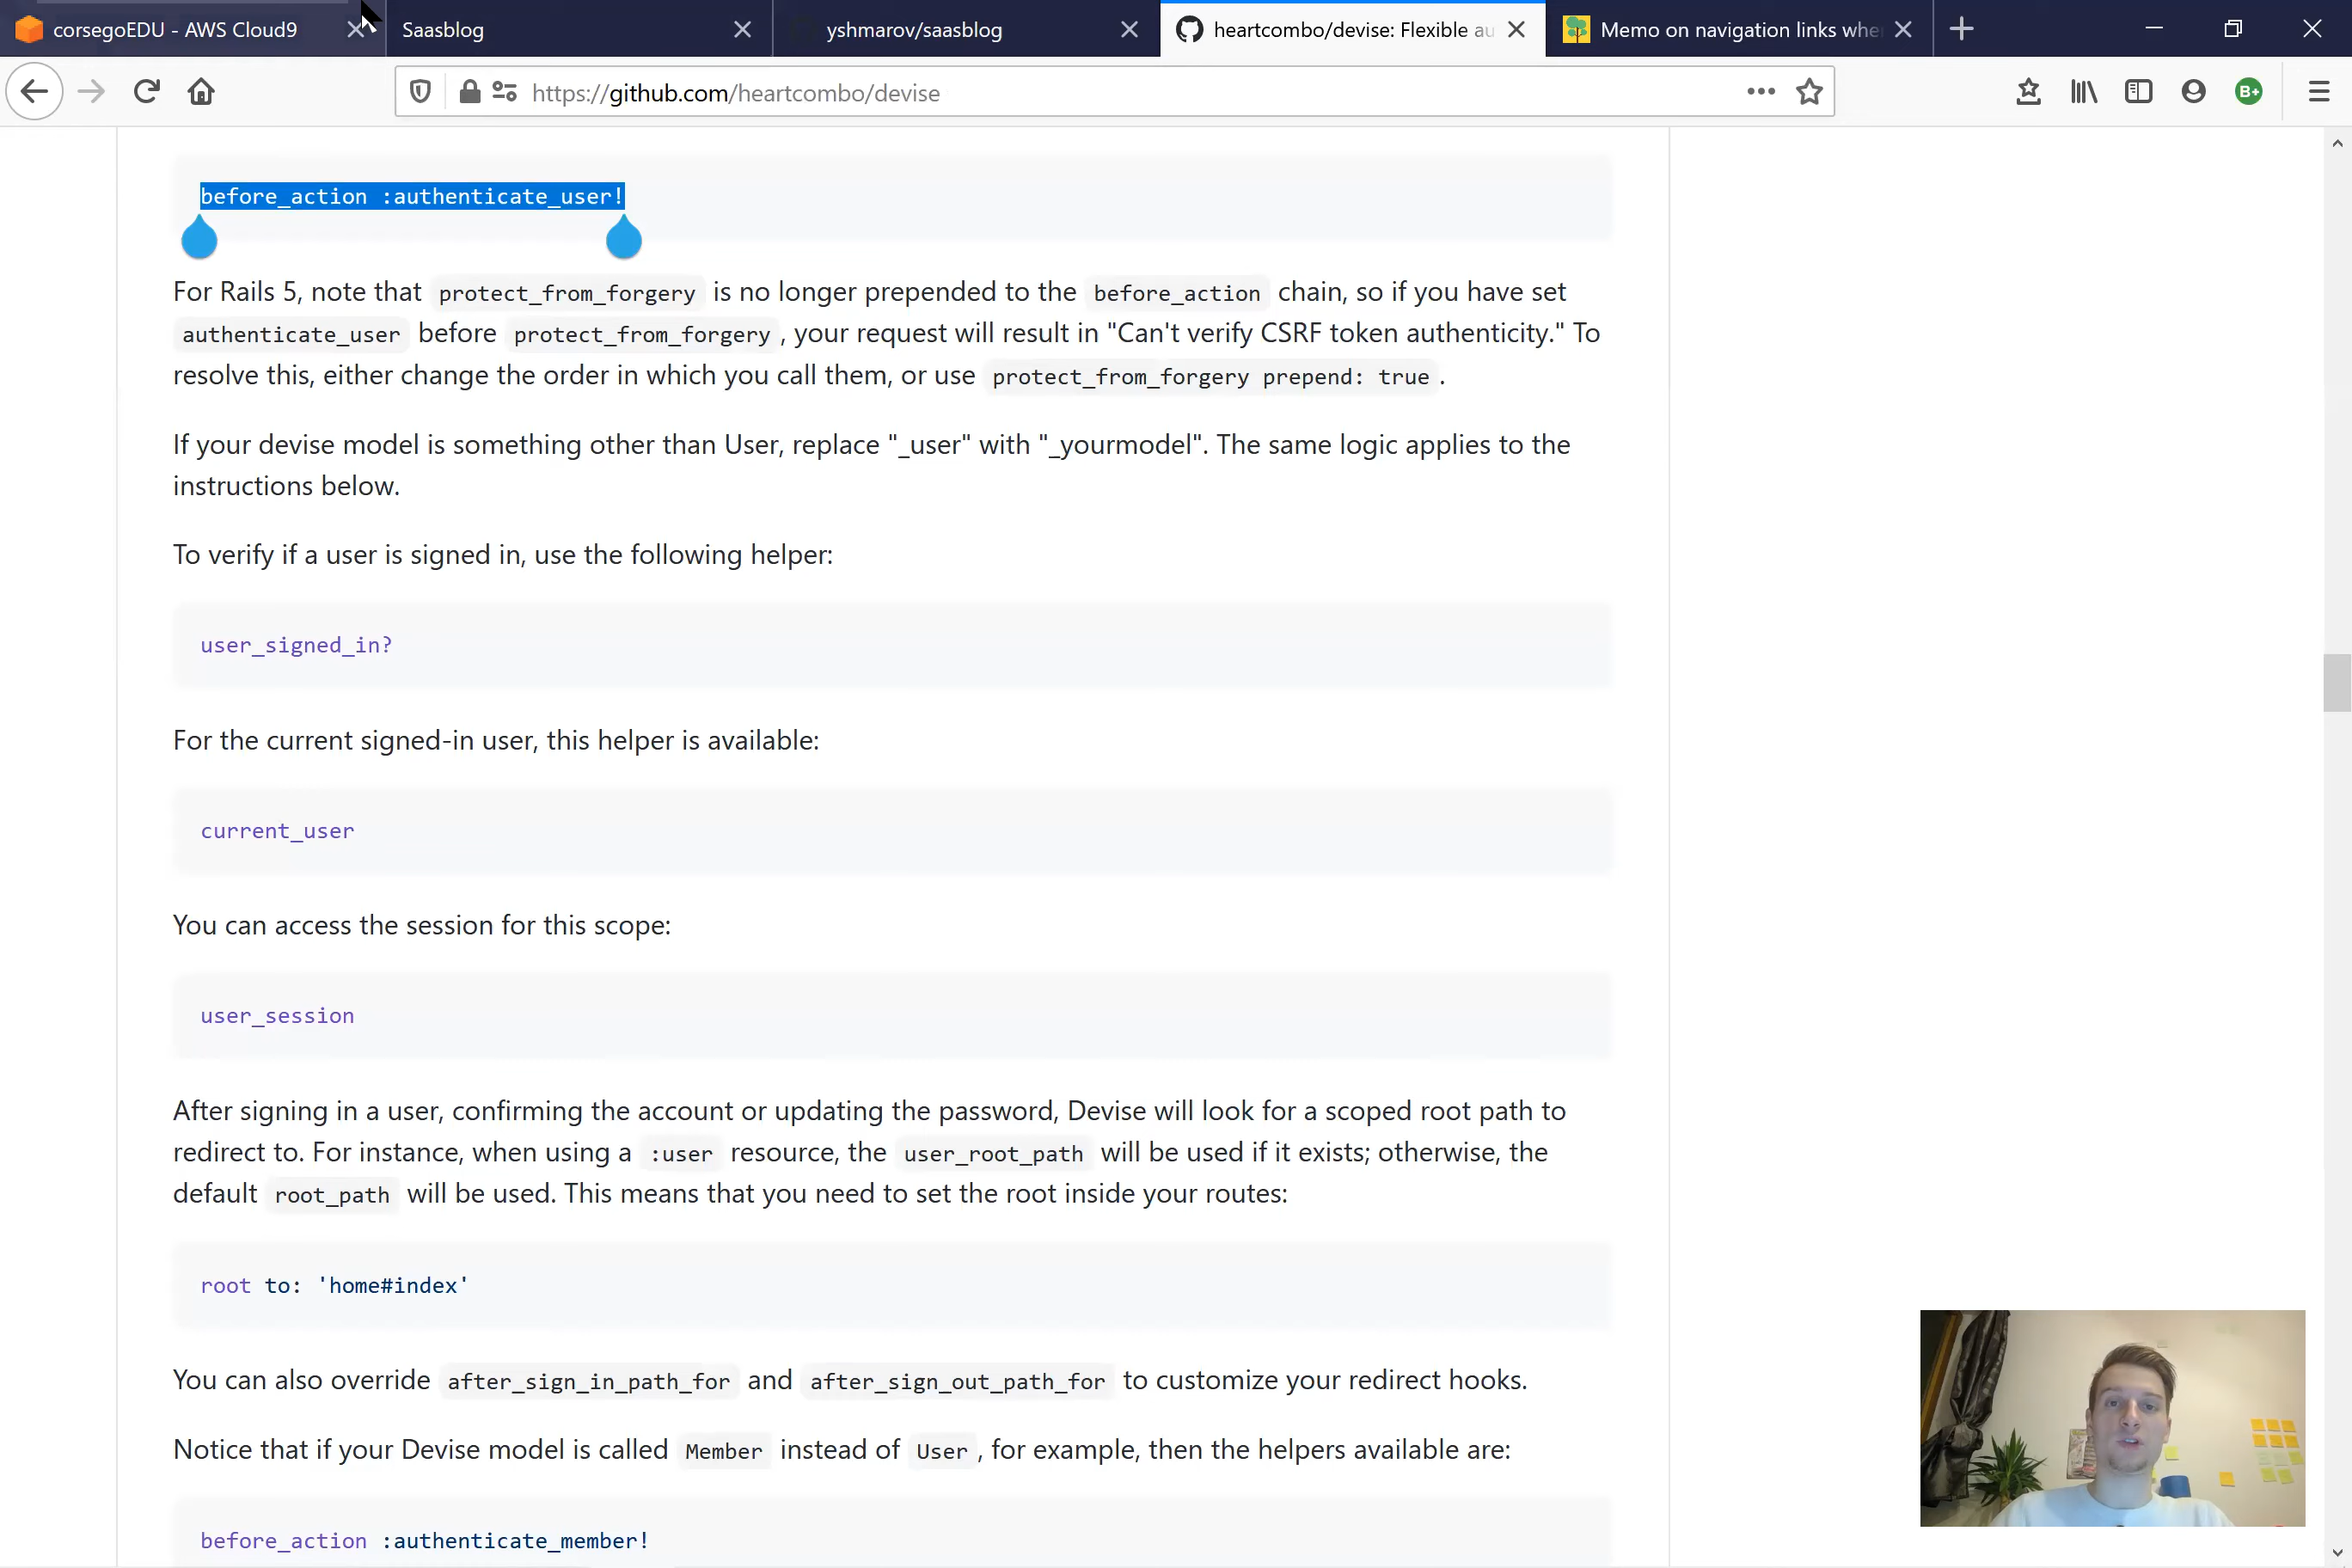 corsegoEDU - AWS Cloud9
Saasblog
yshmarov/saasblog
heartcombo/devise: Flexible au
Memo on navigation links whe
https://github.com/heartcombo/devise
B+
before_action :authenticate_user!
For Rails 5, note that protect_from_forgery is no longer prepended to the before_action chain, so if you have set
authenticate_user before protect_from_forgery , your request will result in "Can't verify CSRF token authenticity." To
resolve this, either change the order in which you call them, or use protect_from_forgery prepend: true .
If your devise model is something other than User, replace "_user" with "_yourmodel". The same logic applies to the
instructions below.
To verify if a user is signed in, use the following helper:
user_signed_in?
For the current signed-in user, this helper is available:
current_user
You can access the session for this scope:
user_session
After signing in a user, confirming the account or updating the password, Devise will look for a scoped root path to
redirect to. For instance, when using a :user resource, the user_root_path will be used if it exists; otherwise, the
default root_path will be used. This means that you need to set the root inside your routes:
root to: 'home#index'
You can also override after_sign_in_path_for and after_sign_out_path_for to customize your redirect hooks.
Notice that if your Devise model is called Member instead of User , for example, then the helpers available are:
before_action :authenticate_member!